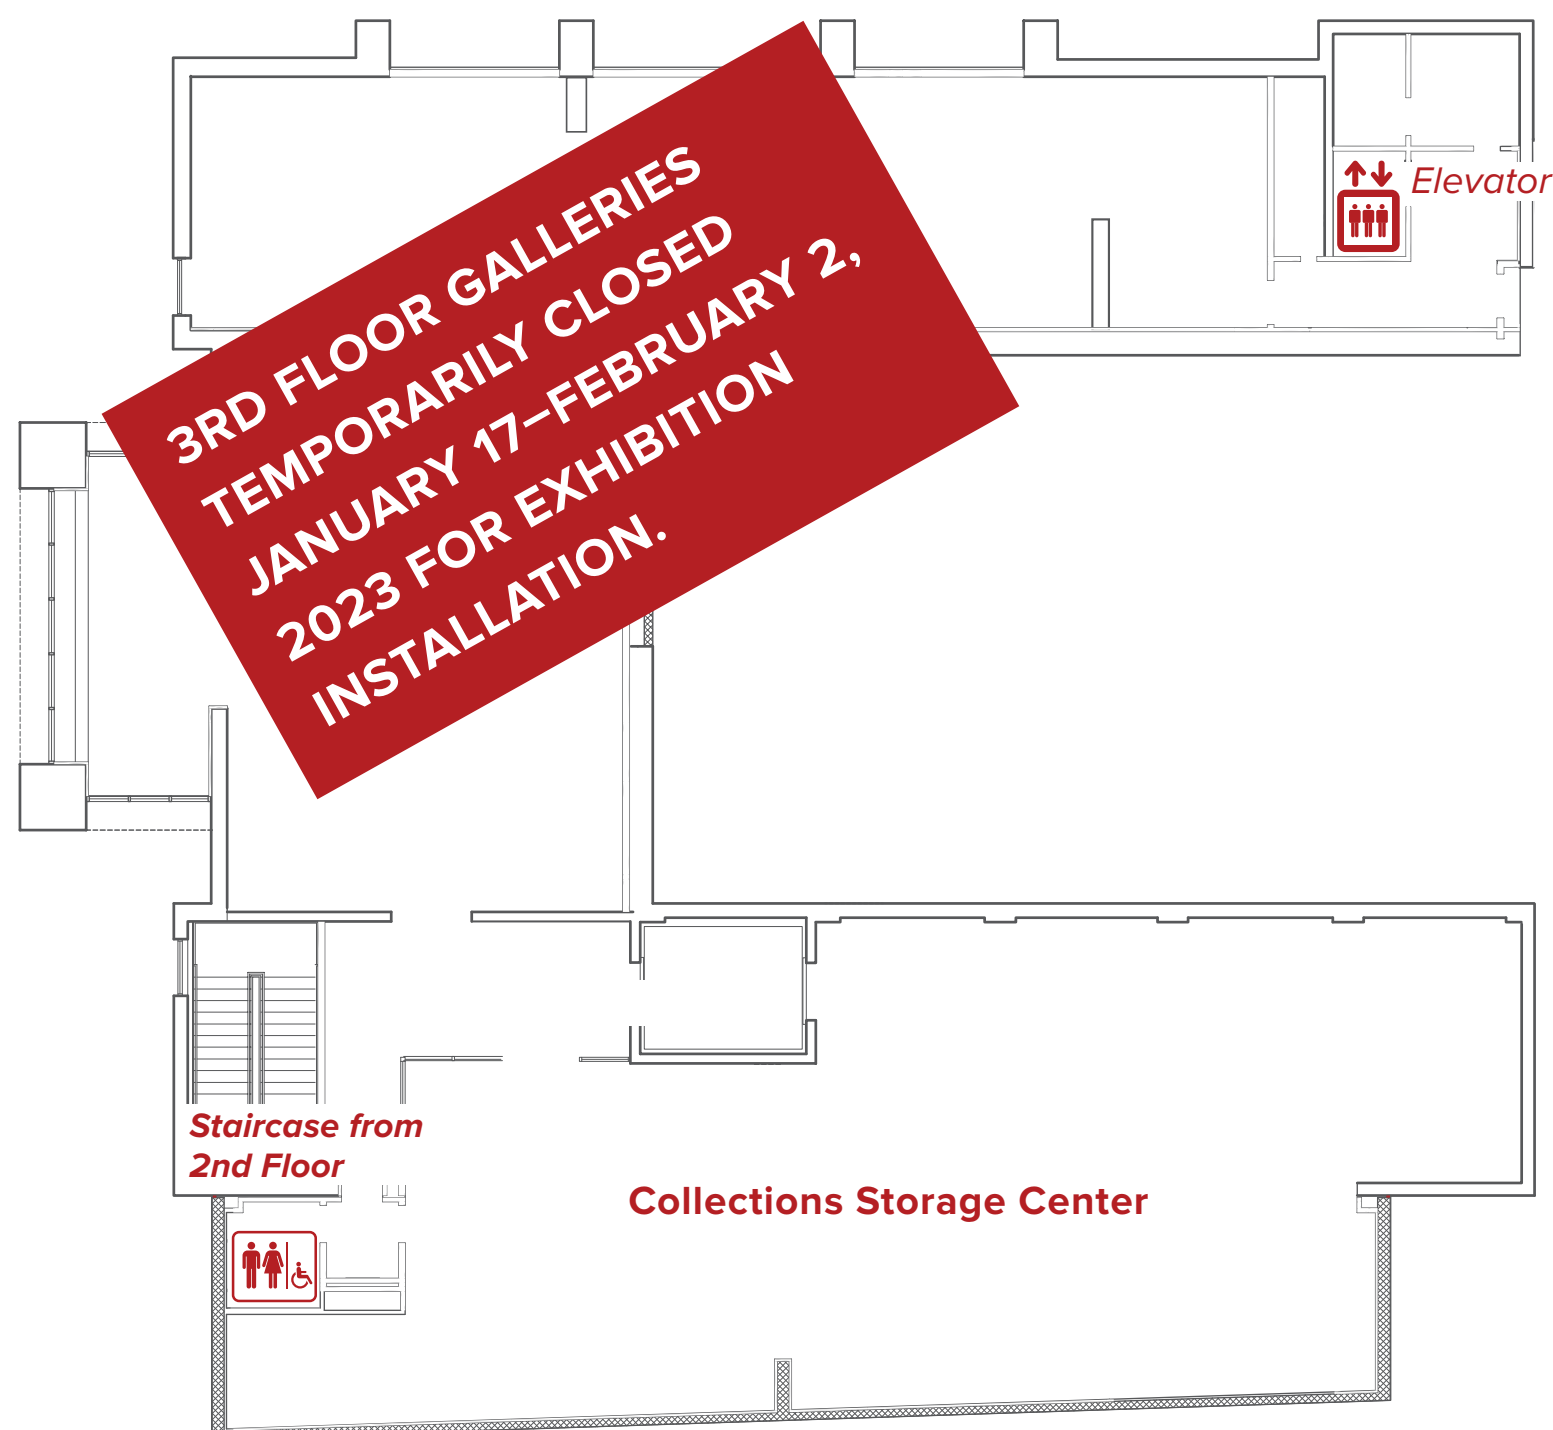 3RD FLOOR GALLERIES
TEMPORARILY CLOSED
JANUARY 17–FEBRUARY 2,
2023 FOR EXHIBITION
INSTALLATION.
Elevator
Staircase from
2nd Floor
Collections Storage Center